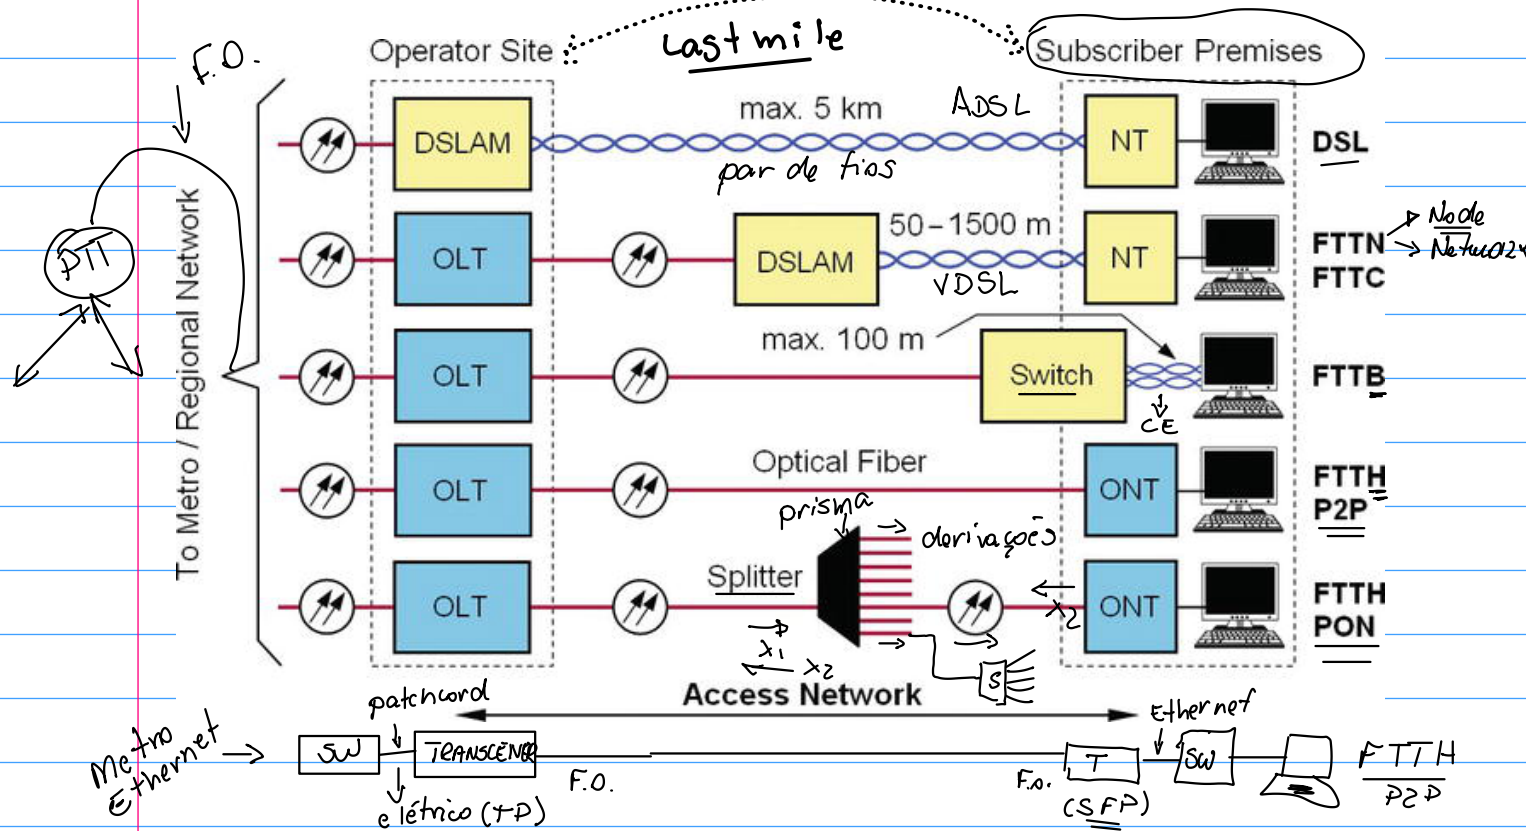 F.O.
Operator Site
Last mile
Subscriber Premises
max. 5 km
ADSL
DSLAM
NT
DSL
par de fios
PTT
To Metro / Regional Network
OLT
DSLAM
50–1500 m
VDSL
NT
FTTN
FTTC
Node
Network
max. 100 m
OLT
Switch
CE
FTTB
Optical Fiber
OLT
ONT
FTTH
P2P
prisma
derivações
Splitter
OLT
λ1
λ2
S
λ2
ONT
FTTH
PON
Access Network
Metro
Ethernet
patchcord
SW
TRANSCEIVER
elétrico (TP)
F.O.
F.O.
T
(SFP)
Ethernet
SW
FTTH
P2P